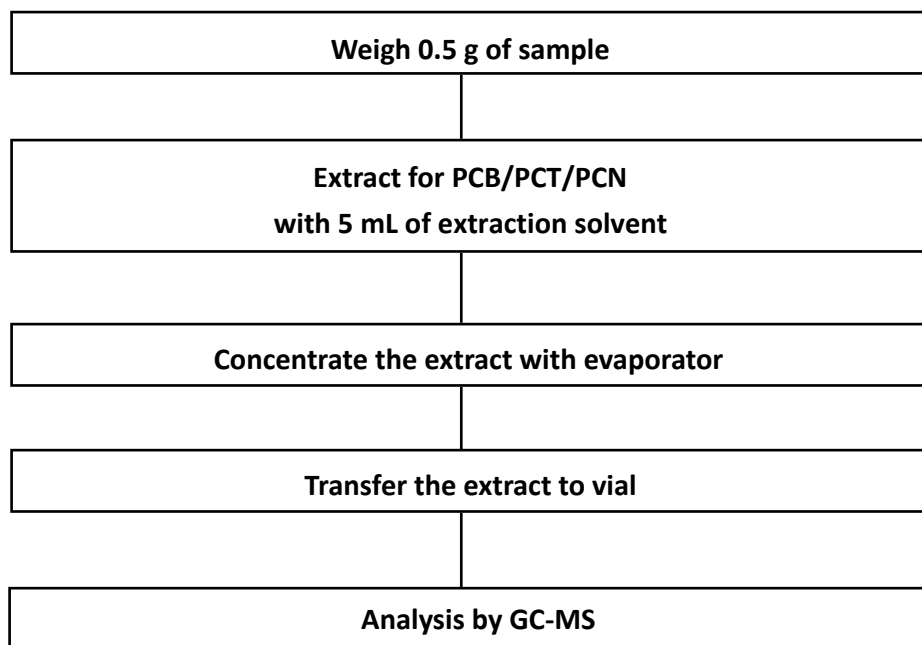 Weigh 0.5 g of sample
Extract for PCB/PCT/PCN
with 5 mL of extraction solvent
Concentrate the extract with evaporator
Transfer the extract to vial
Analysis by GC-MS